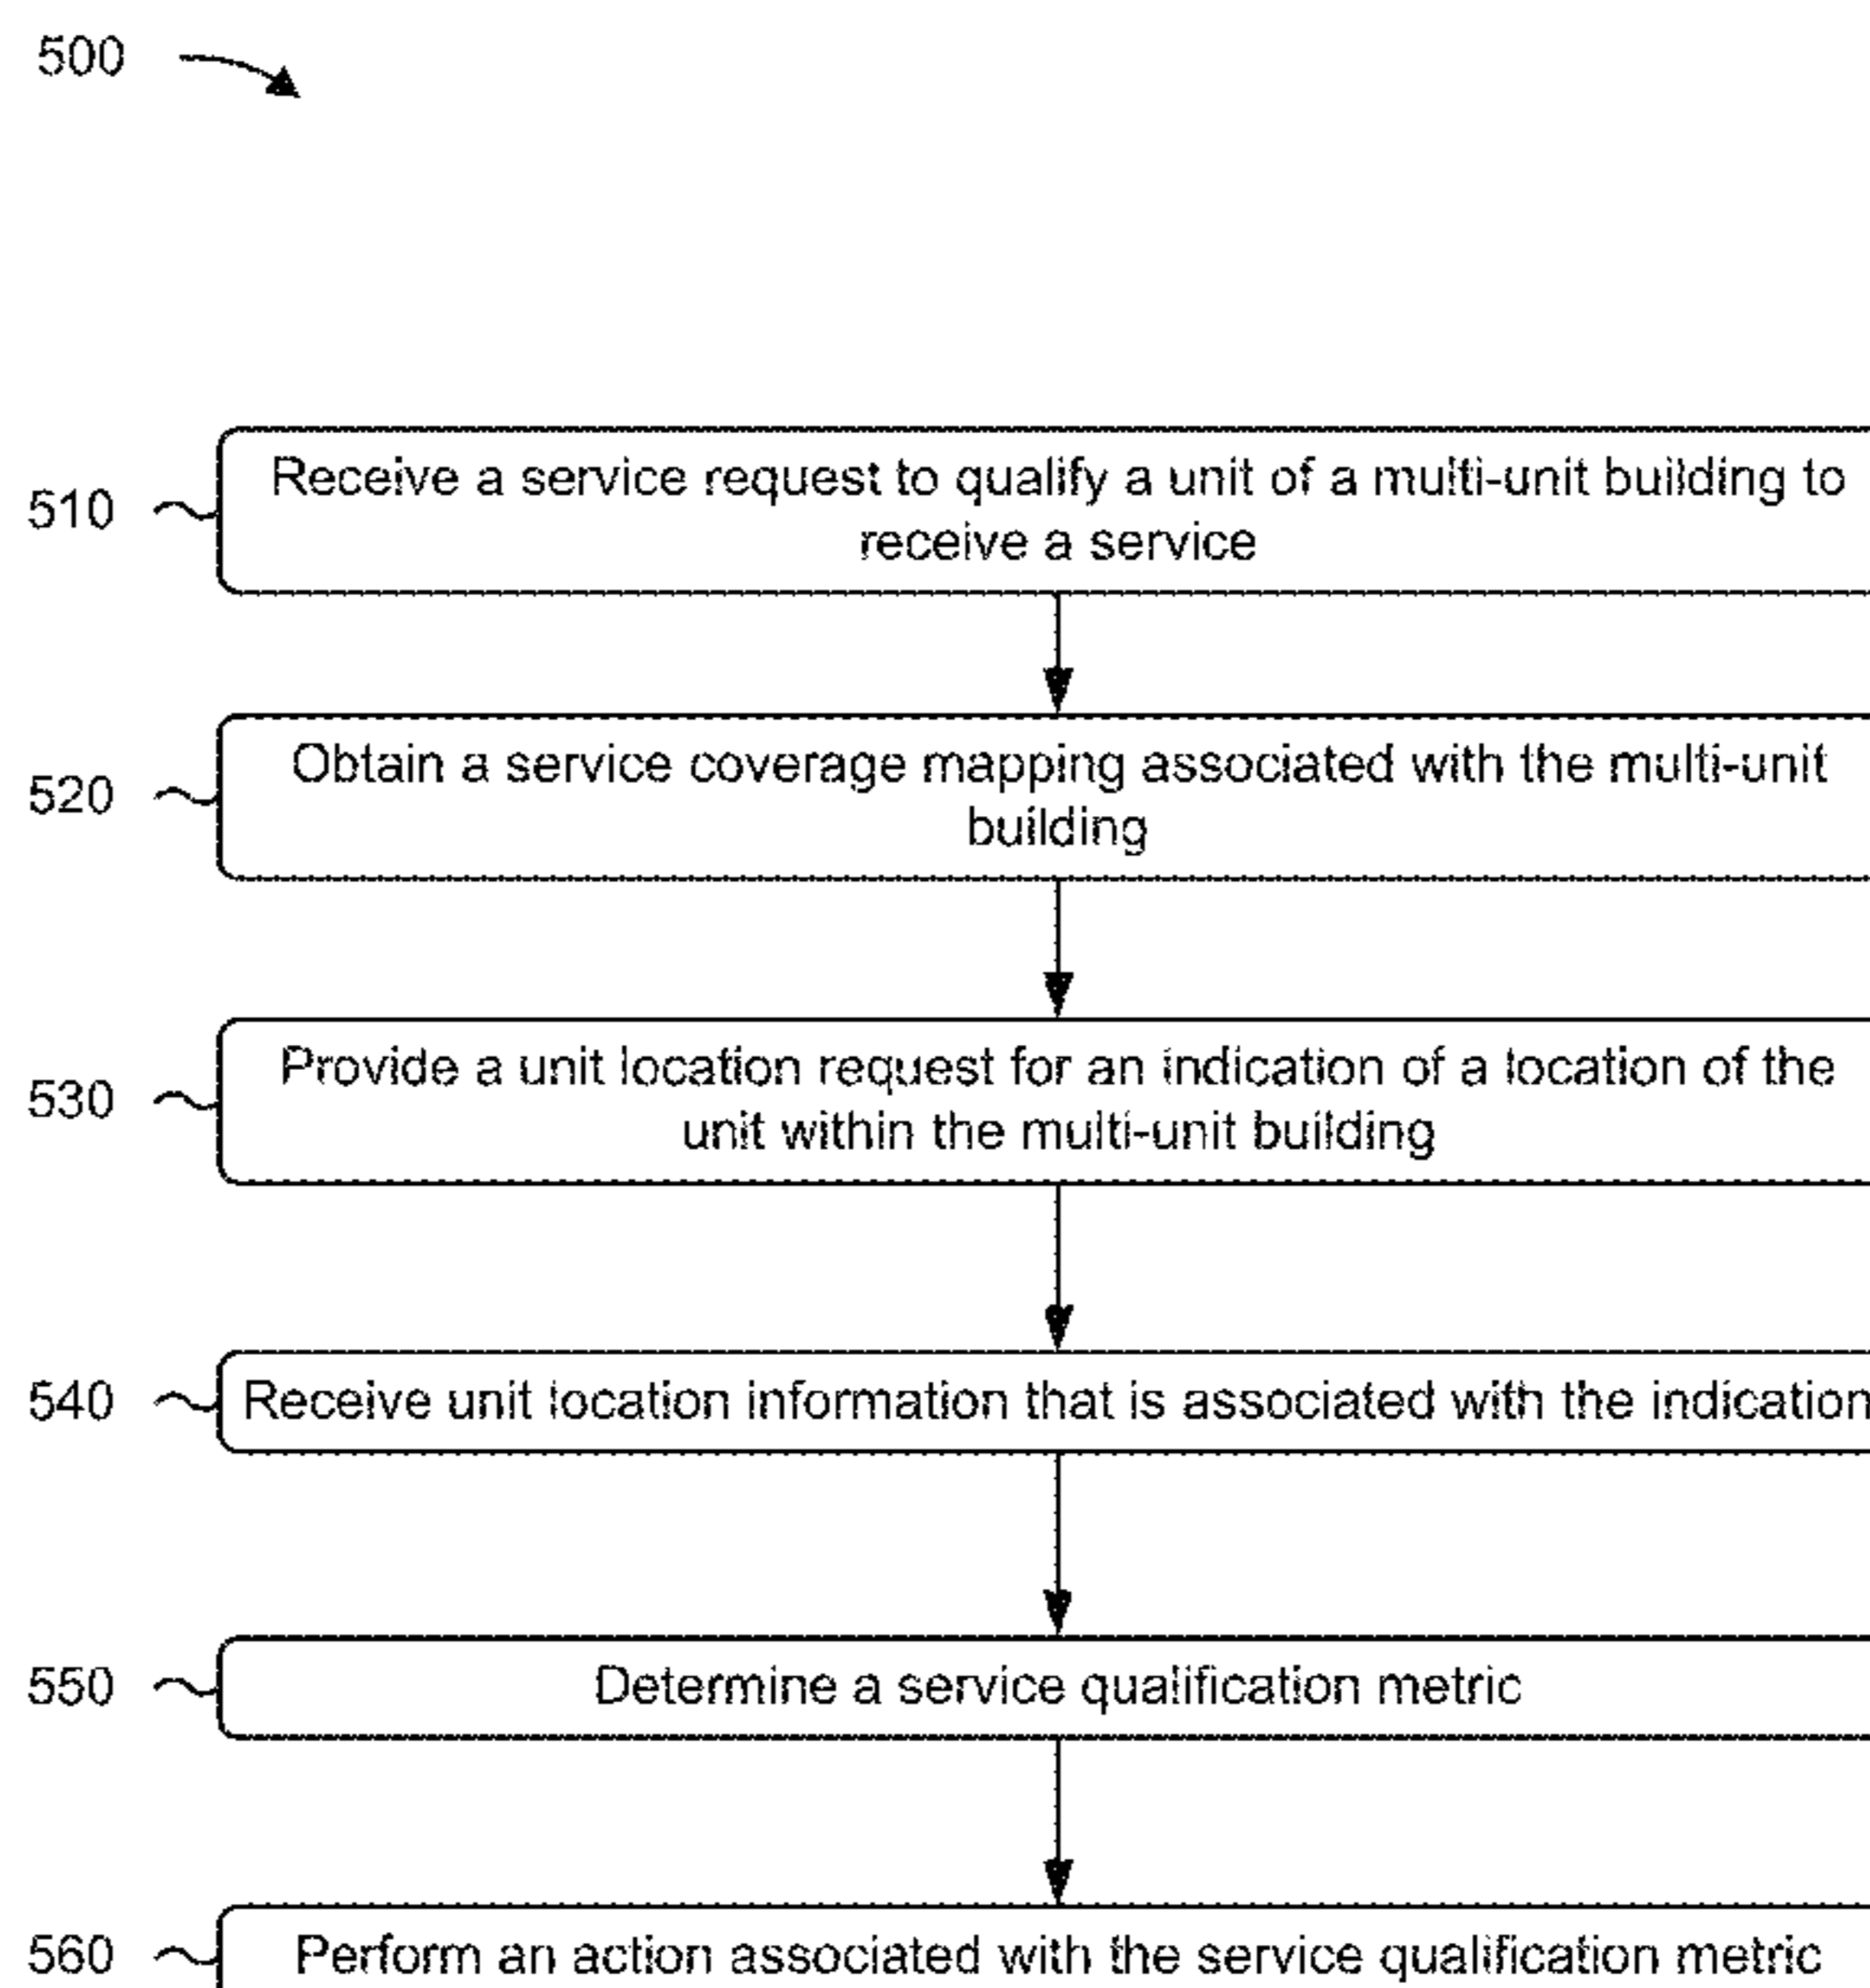 500
510
Receive a service request to qualify a unit of a multi-unit building to
receive a service
520
Obtain a service coverage mapping associated with the multi-unit
building
530
Provide a unit location request for an indication of a location of the
unit within the multi-unit building
540
Receive unit location information that is associated with the indication
550
Determine a service qualification metric
560
Perform an action associated with the service qualification metric